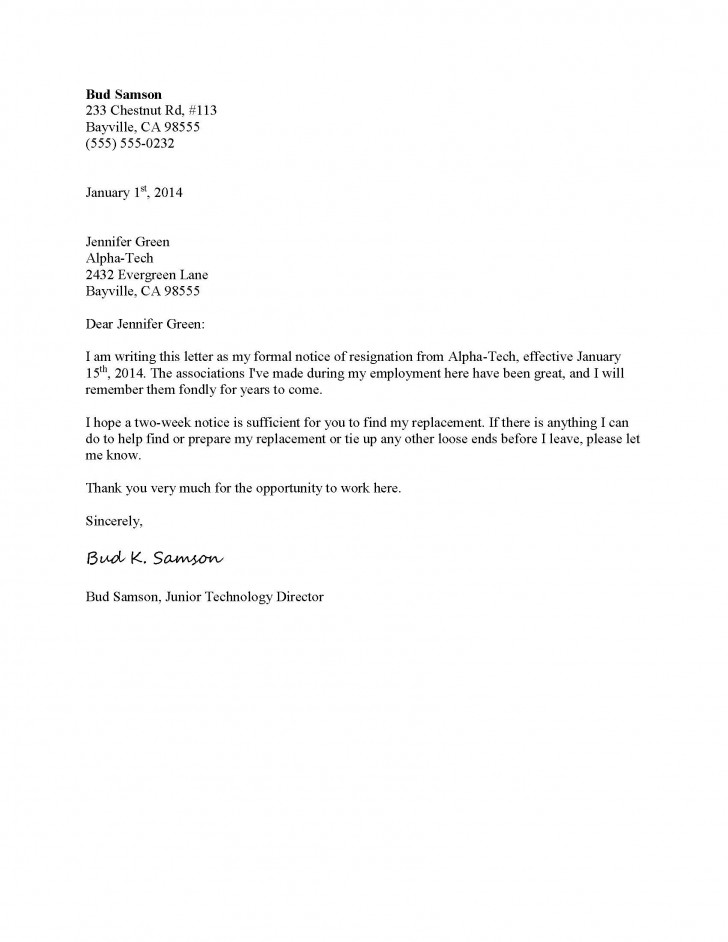 Bud Samson
233 Chestnut Rd, #113
Bayville, CA 98555
(555) 555-0232
January 1st, 2014
Jennifer Green
Alpha-Tech
2432 Evergreen Lane
Bayville, CA 98555
Dear Jennifer Green:
I am writing this letter as my formal notice of resignation from Alpha-Tech, effective January
15th, 2014. The associations I've made during my employment here have been great, and I will
remember them fondly for years to come.
I hope a two-week notice is sufficient for you to find my replacement. If there is anything I can
do to help find or prepare my replacement or tie up any other loose ends before I leave, please let
me know.
Thank you very much for the opportunity to work here.
Sincerely,
Bud K. Samson
Bud Samson, Junior Technology Director